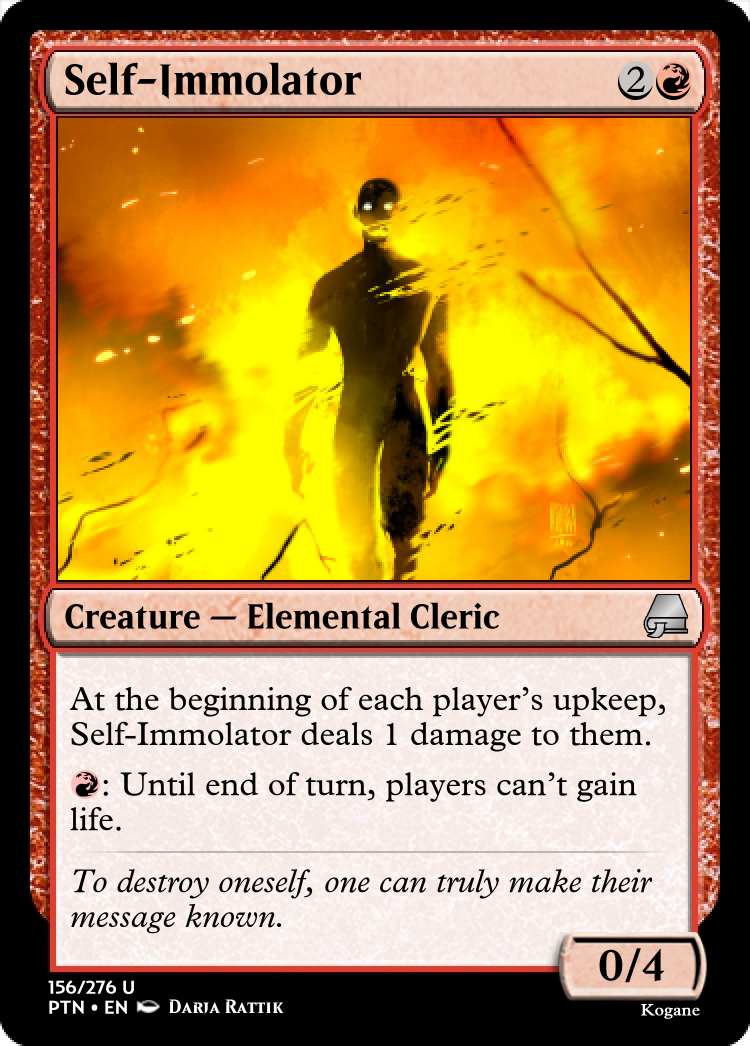 Self-Immolator 2
Creature — Elemental Cleric
At the beginning of each player's upkeep,
Self-Immolator deals 1 damage to them.
: Until end of turn, players can't gain
life.
To destroy oneself, one can truly make their
message known.
0/4
156/276 U
PTN • EN Darja Rattik
Kogane